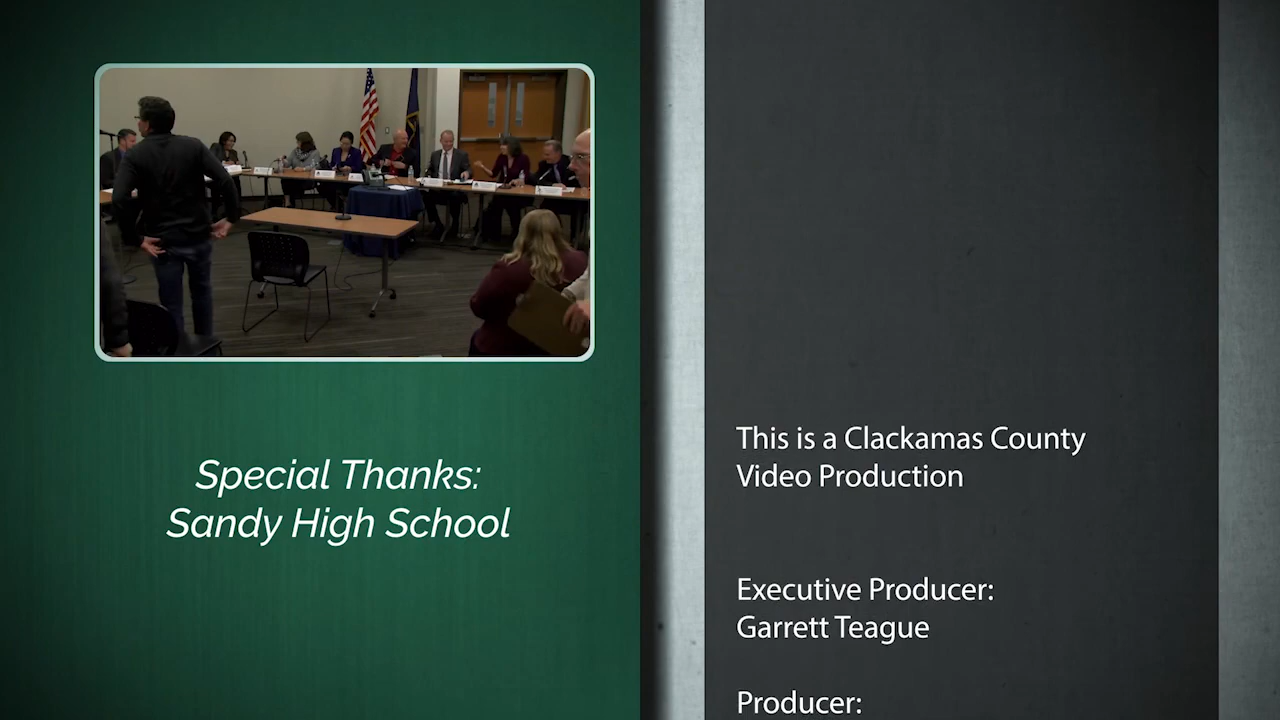 Special Thanks:
Sandy High School
This is a Clackamas County
Video Production
Executive Producer:
Garrett Teague
Producer: